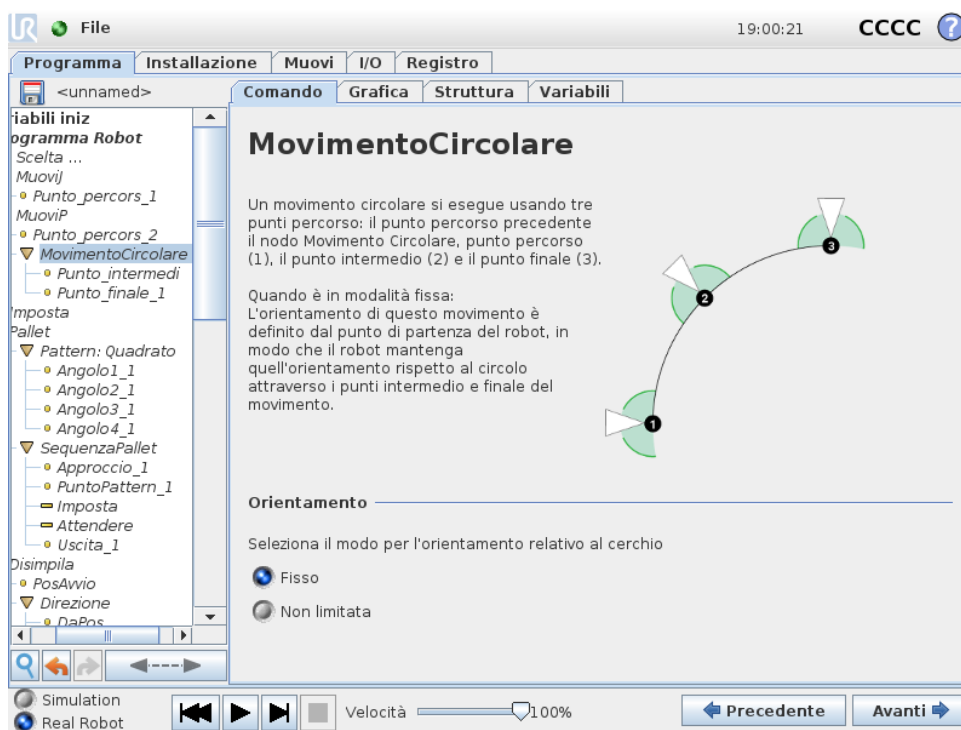 UR File 19:00:21 CCCC ?
Programma Installazione Muovi I/O Registro
<unnamed>
Comando Grafica Struttura Variabili
riabili iniz
ogramma Robot
Scelta ...
MuoviJ
Punto_percors_1
MuoviP
Punto_percors_2
MovimentoCircolare
Punto_intermedi
Punto_finale_1
Imposta
Pallet
Pattern: Quadrato
Angolo1_1
Angolo2_1
Angolo3_1
Angolo4_1
SequenzaPallet
Approccio_1
PuntoPattern_1
Imposta
Attendere
Uscita_1
Disimpila
PosAvvio
Direzione
DaPos
MovimentoCircolare
Un movimento circolare si esegue usando tre
punti percorso: il punto percorso precedente
il nodo Movimento Circolare, punto percorso
(1), il punto intermedio (2) e il punto finale (3).
Quando è in modalità fissa:
L'orientamento di questo movimento è
definito dal punto di partenza del robot, in
modo che il robot mantenga
quell'orientamento rispetto al circolo
attraverso i punti intermedio e finale del
movimento.
3
2
1
Orientamento
Seleziona il modo per l'orientamento relativo al cerchio
Fisso
Non limitata
Simulation
Real Robot
Velocità 100%
Precedente Avanti